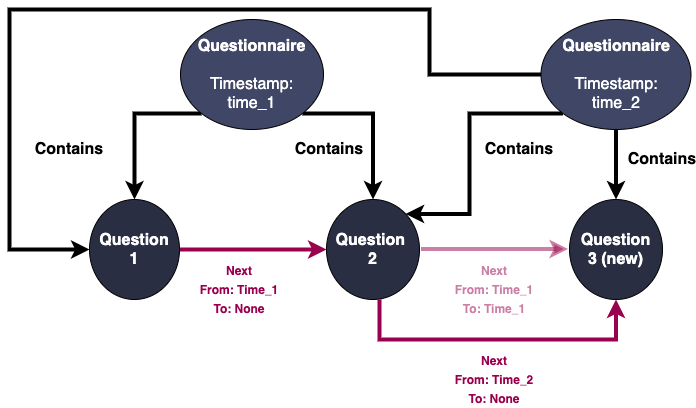 Questionnaire
Timestamp:
time_1
Questionnaire
Timestamp:
time_2
Contains
Contains
Contains
Contains
Question
1
Question
2
Question
3 (new)
Next
From: Time_1
To: None
Next
From: Time_1
To: Time_1
Next
From: Time_2
To: None